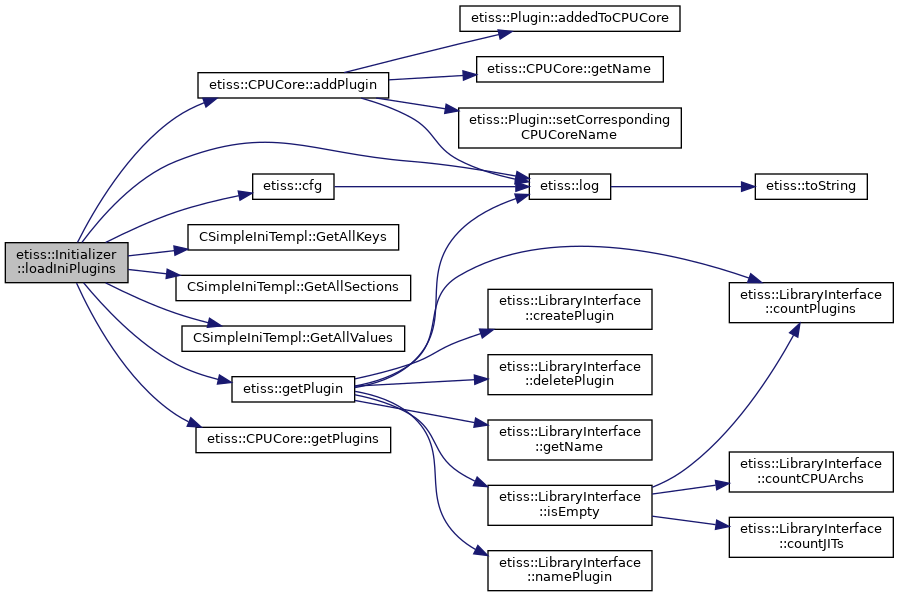 etiss::Plugin::addedToCPUCore
etiss::CPUCore::addPlugin
etiss::CPUCore::getName
etiss::Plugin::setCorresponding
CPUCoreName
etiss::cfg
etiss::log
etiss::toString
CSimpleIniTempl::GetAllKeys
etiss::Initializer
::loadIniPlugins
CSimpleIniTempl::GetAllSections
etiss::LibraryInterface
::countPlugins
etiss::LibraryInterface
::createPlugin
CSimpleIniTempl::GetAllValues
etiss::getPlugin
etiss::LibraryInterface
::deletePlugin
etiss::CPUCore::getPlugins
etiss::LibraryInterface
::getName
etiss::LibraryInterface
::countCPUArchs
etiss::LibraryInterface
::isEmpty
etiss::LibraryInterface
::countJITs
etiss::LibraryInterface
::namePlugin